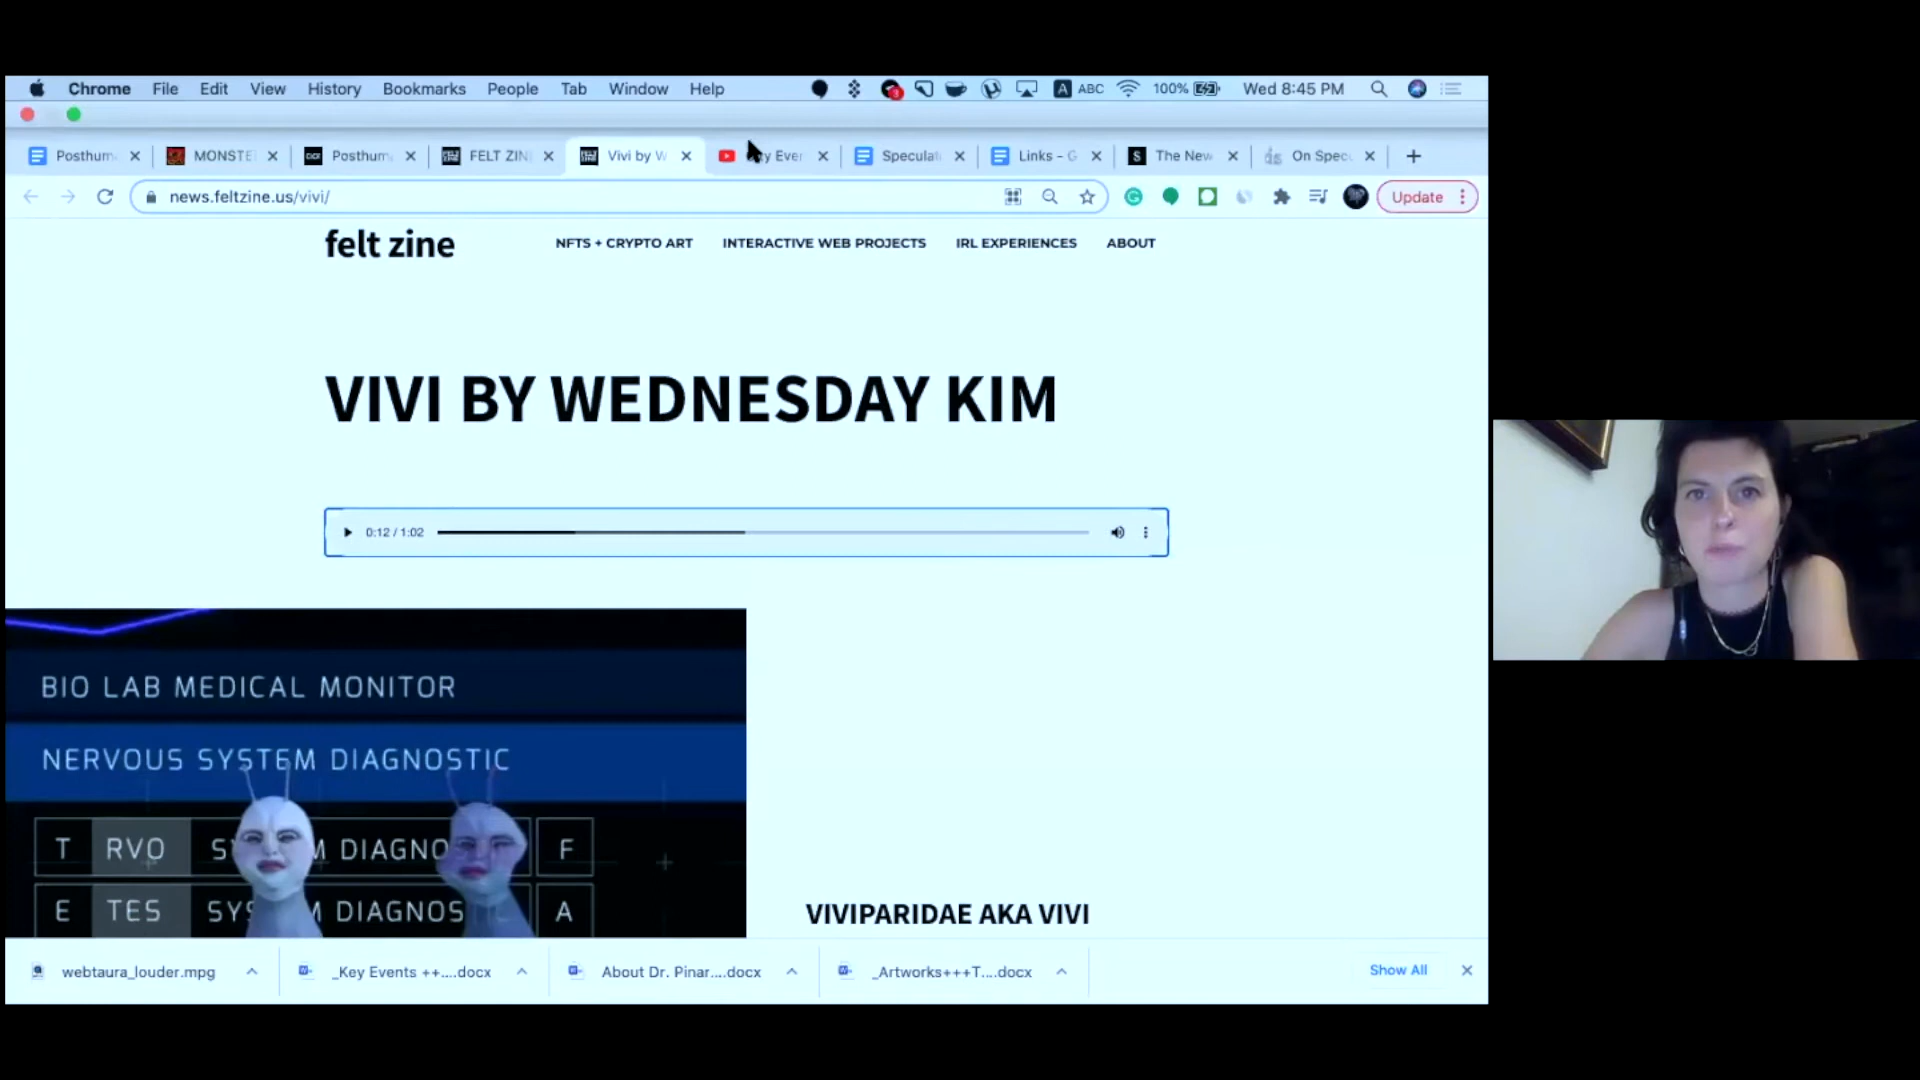 Chrome File Edit View History Bookmarks People Tab Window Help 3 A ABC 100% Wed 8:45 PM
Posthum MONSTE Posthum FELT ZIN Vivi by W Ever Speculat Links - G The New On Spec
news.feltzine.us/vivi/ Update
felt zine NFTS + CRYPTO ART INTERACTIVE WEB PROJECTS IRL EXPERIENCES ABOUT
VIVI BY WEDNESDAY KIM
0:12 / 1:02
BIO LAB MEDICAL MONITOR
NERVOUS SYSTEM DIAGNOSTIC
T RVO S M DIAGNO F
E TES SYS M DIAGNOS A
VIVIPARIDAE AKA VIVI
webtaura_louder.mpg _Key Events ++....docx About Dr. Pinar....docx _Artworks+++T....docx Show All